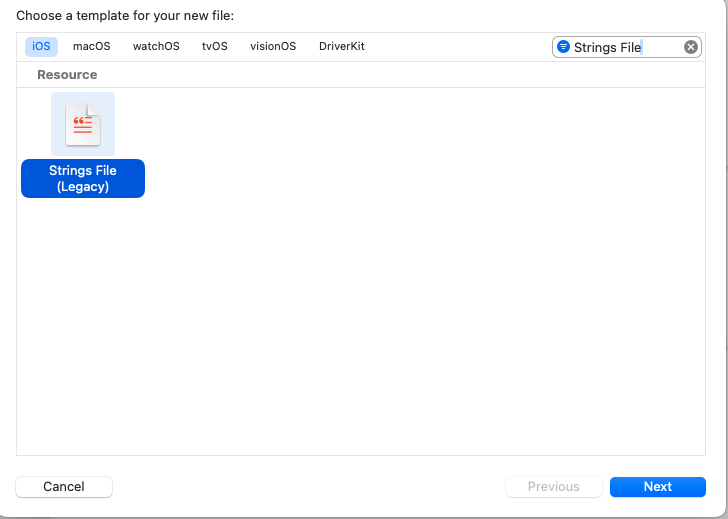 Choose a template for your new file:
iOS macOS watchOS tvOS visionOS DriverKit Strings File
Resource
Strings File
(Legacy)
Cancel Previous Next